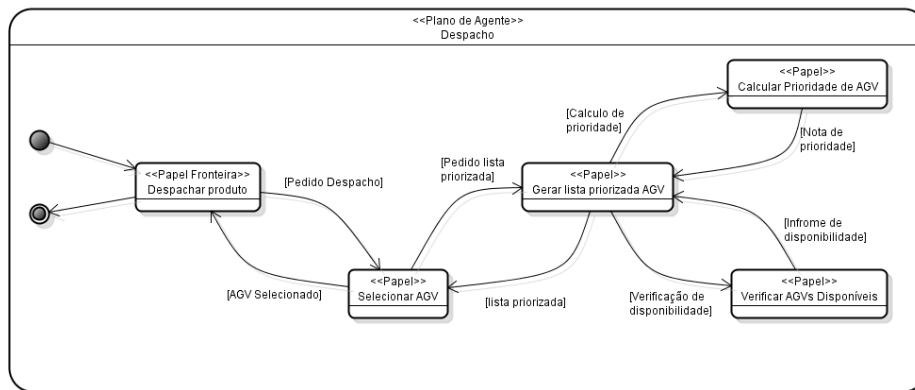 <<Plano de Agente>>
Despacho
<<Papel>>
Calcular Prioridade de AGV
[Calculo de
prioridade]
[Nota de
prioridade]
<<Papel Fronteira>>
Despachar produto
[Pedido Despacho]
[Pedido lista
priorizada]
<<Papel>>
Gerar lista priorizada AGV
[Infrome de
disponibilidade]
[AGV Selecionado]
<<Papel>>
Selecionar AGV
[lista priorizada]
[Verificação de
disponibilidade]
<<Papel>>
Verificar AGVs Disponíveis